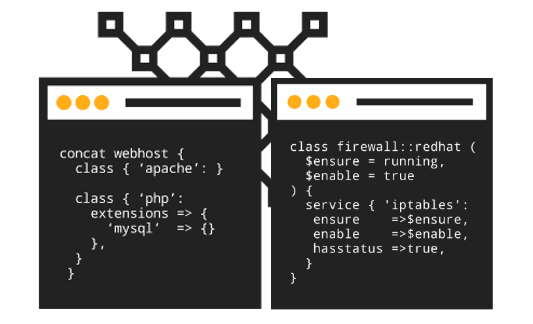 concat webhost {
class { ‘apache’: }
class { ‘php’:
extensions => {
‘mysql’ => {}
},
}
}
class firewall::redhat (
$ensure = running,
$enable = true
) {
service { 'iptables':
ensure =>$ensure,
enable =>$enable,
hasstatus =>true,
}
}